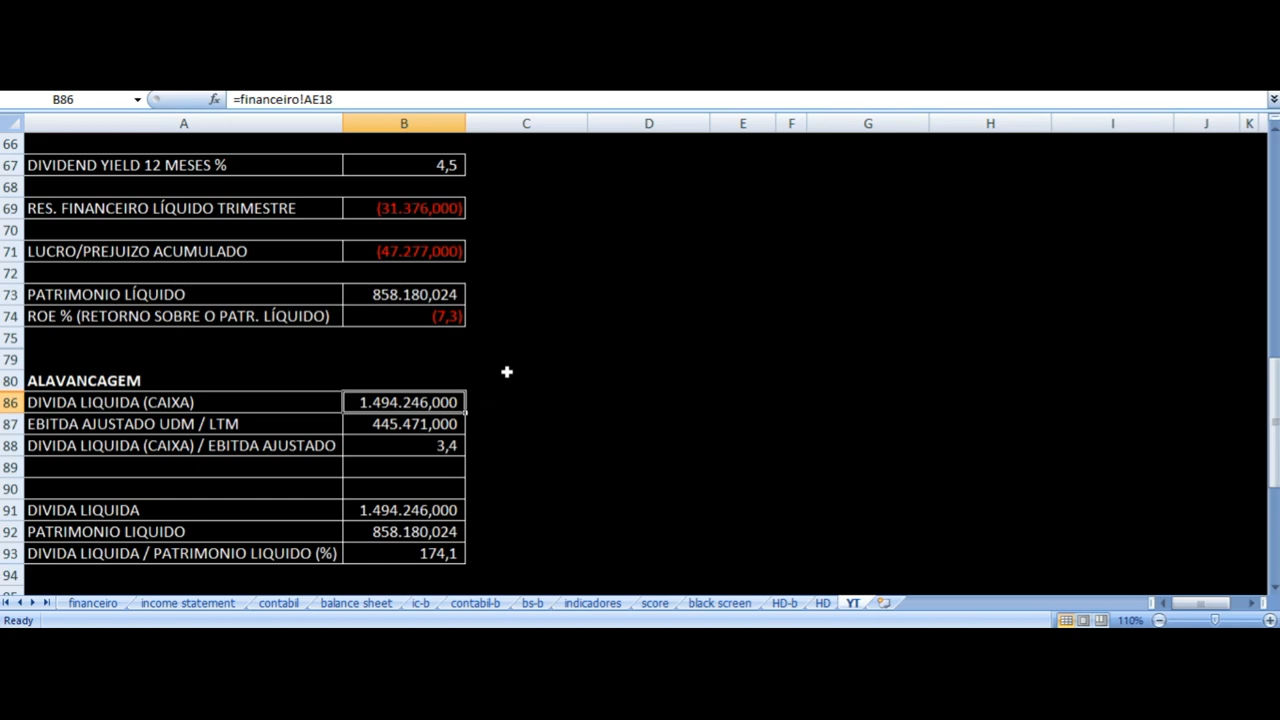 B86 fx =financeiro!AE18
A B C D E F G H I J K
66
67 DIVIDEND YIELD 12 MESES % 4,5
68
69 RES. FINANCEIRO LÍQUIDO TRIMESTRE (31.376,000)
70
71 LUCRO/PREJUIZO ACUMULADO (47.277,000)
72
73 PATRIMONIO LÍQUIDO 858.180,024
74 ROE % (RETORNO SOBRE O PATR. LÍQUIDO) (7,3)
75
79
80 ALAVANCAGEM
86 DIVIDA LIQUIDA (CAIXA) 1.494.246,000
87 EBITDA AJUSTADO UDM / LTM 445.471,000
88 DIVIDA LIQUIDA (CAIXA) / EBITDA AJUSTADO 3,4
89
90
91 DIVIDA LIQUIDA 1.494.246,000
92 PATRIMONIO LIQUIDO 858.180,024
93 DIVIDA LIQUIDA / PATRIMONIO LIQUIDO (%) 174,1
94
financeiro income statement contabil balance sheet ic-b contabil-b bs-b indicadores score black screen HD-b HD YT
Ready 110%